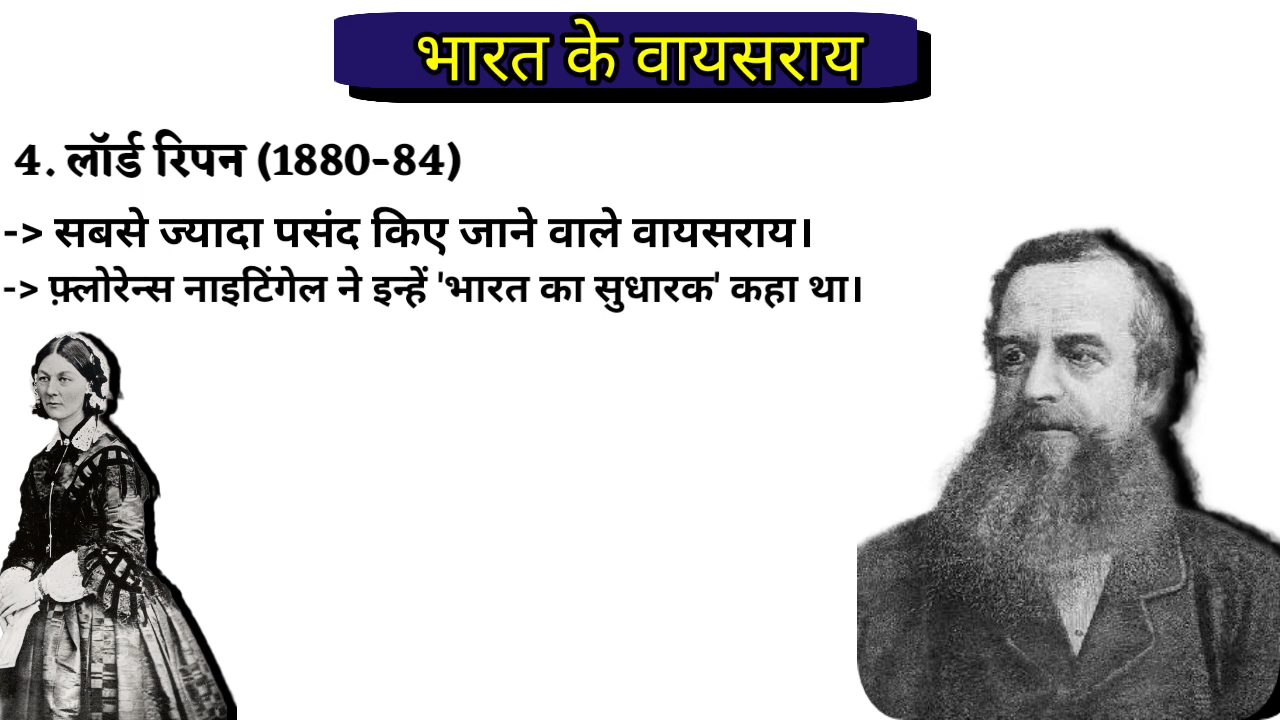 भारत के वायसराय
4. लॉर्ड रिपन (1880-84)
-> सबसे ज्यादा पसंद किए जाने वाले वायसराय।
-> फ़्लोरेन्स नाइटिंगेल ने इन्हें 'भारत का सुधारक' कहा था।